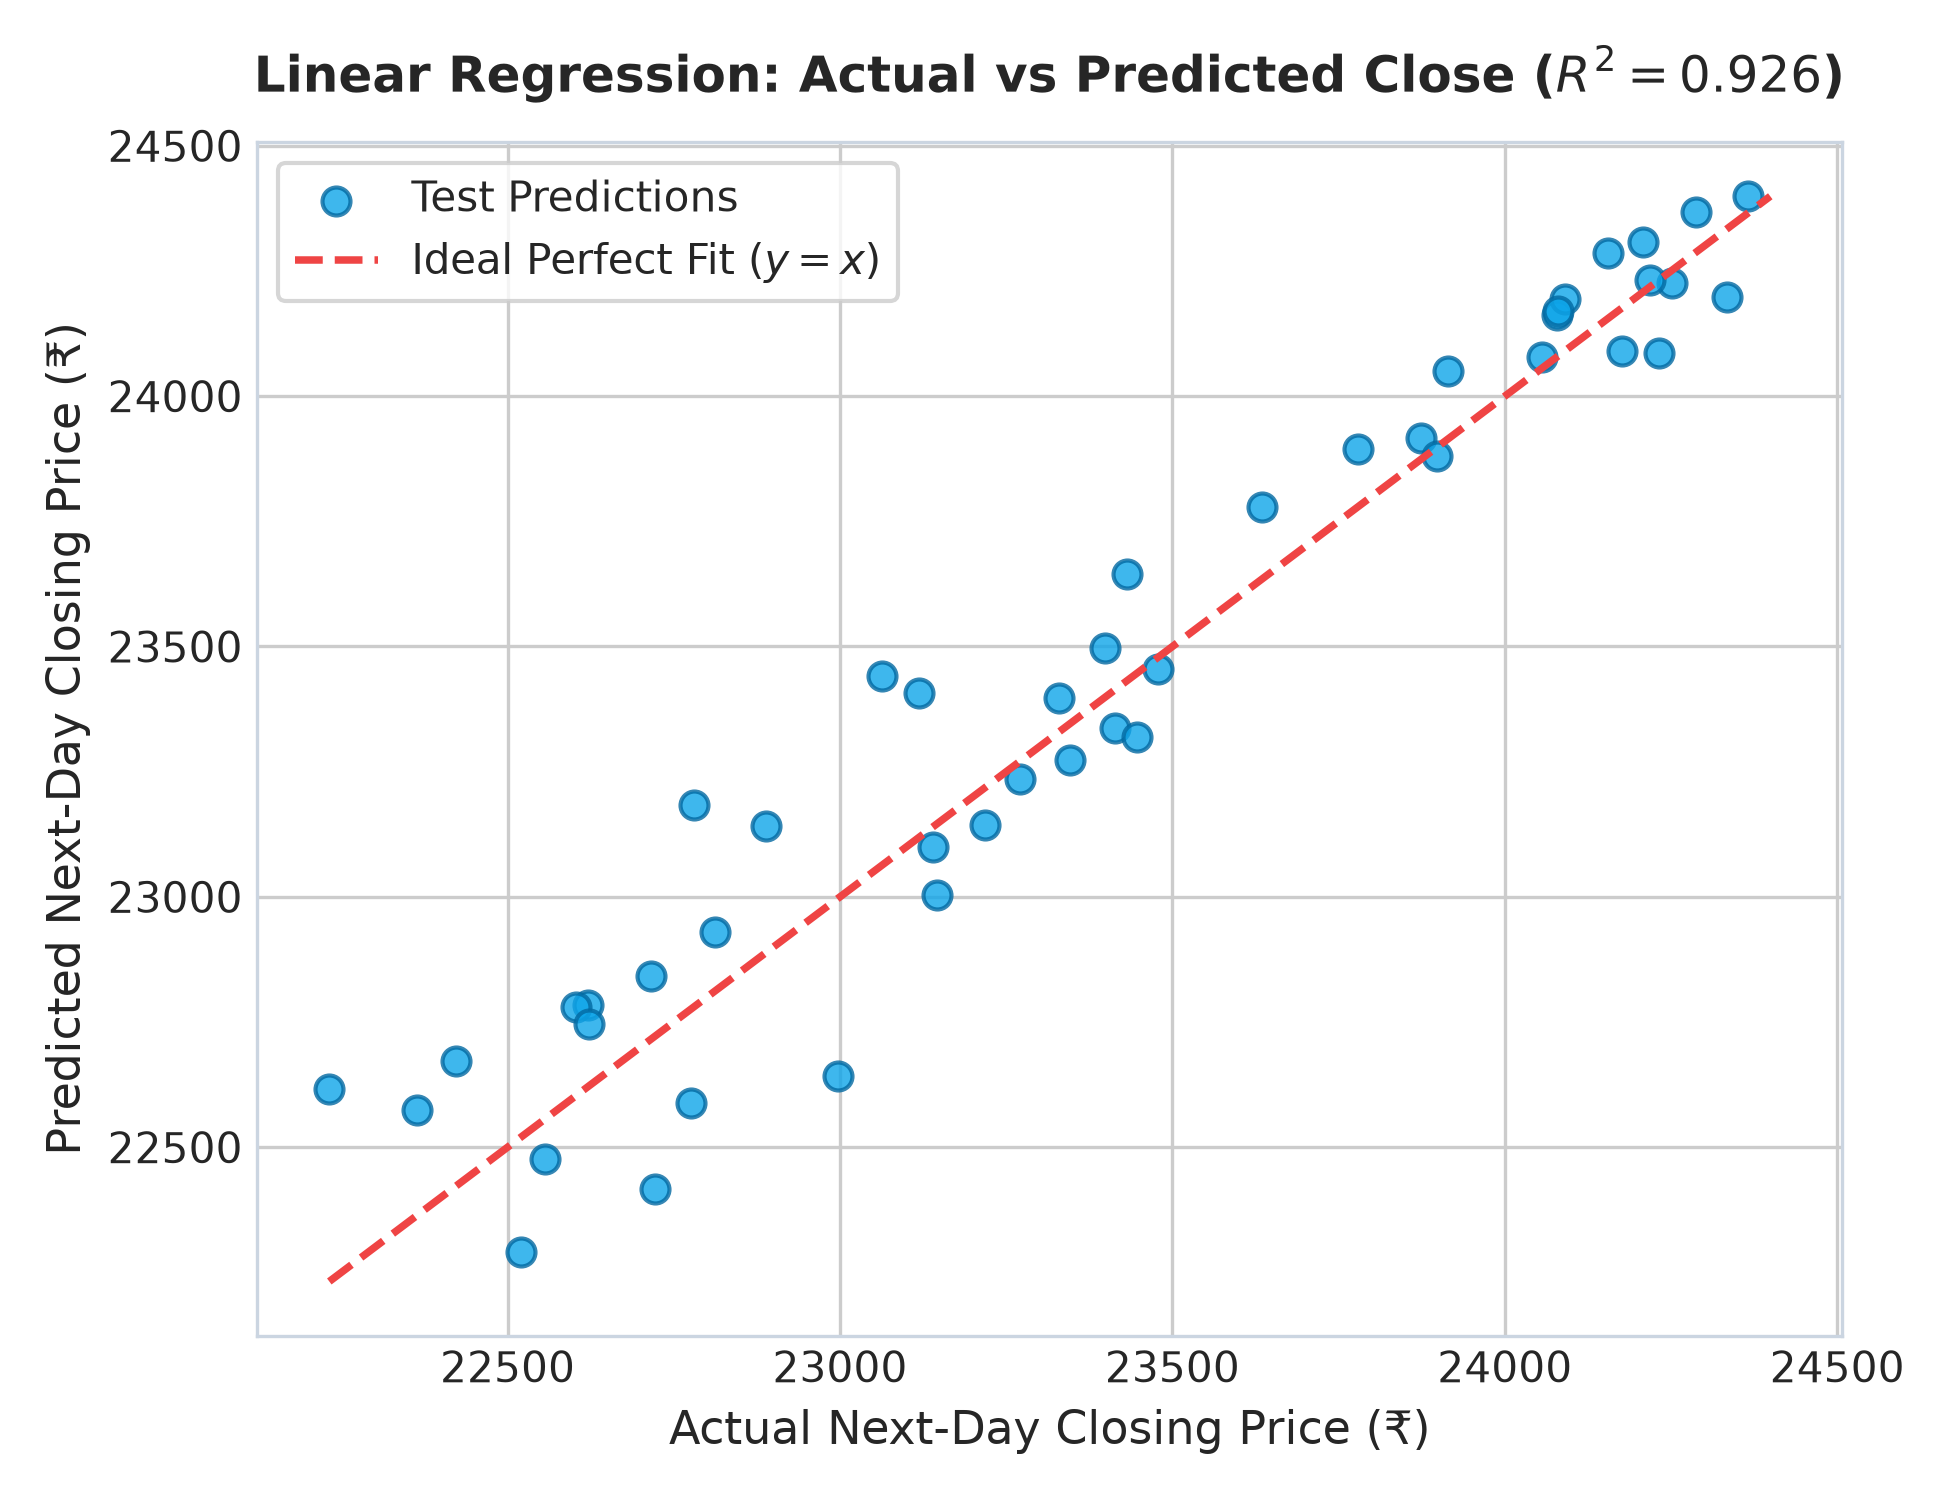 Linear Regression: Actual vs Predicted Close (R² = 0.926)
24500
24000
23500
23000
22500
Test Predictions
Ideal Perfect Fit (y = x)
Predicted Next-Day Closing Price (₹)
22500 23000 23500 24000 24500
Actual Next-Day Closing Price (₹)